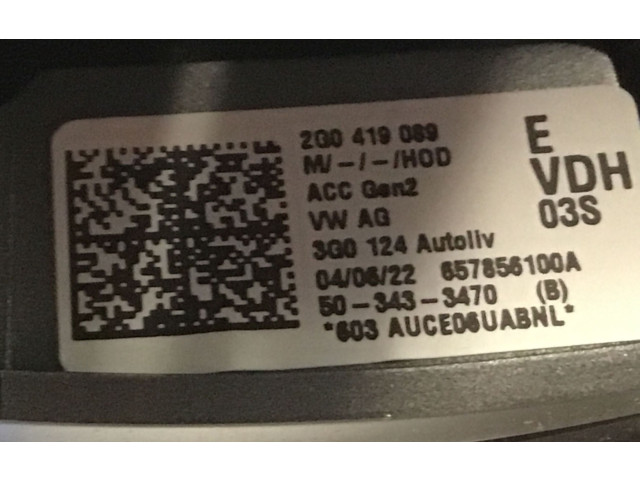 2G0 419 089 E
M/-/-/HOD VDH
ACC Gen2
VW AG 03S
3G0 124 Autoliv
04/06/22 657856100A
50-343-3470 (B)
*603 AUCE06UABNL*